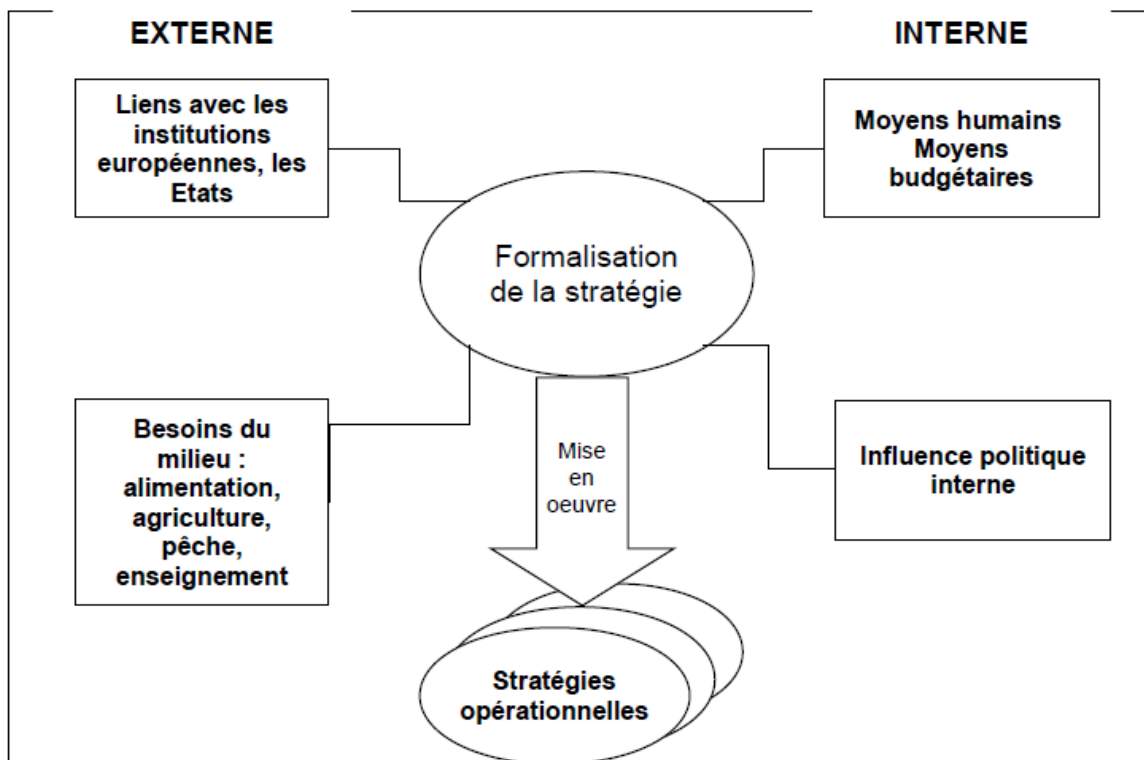 EXTERNE
INTERNE
Liens avec les
institutions
européennes, les
Etats
Moyens humains
Moyens
budgétaires
Formalisation
de la stratégie
Besoins du
milieu :
alimentation,
agriculture,
pêche,
enseignement
Mise
en
oeuvre
Influence politique
interne
Stratégies
opérationnelles